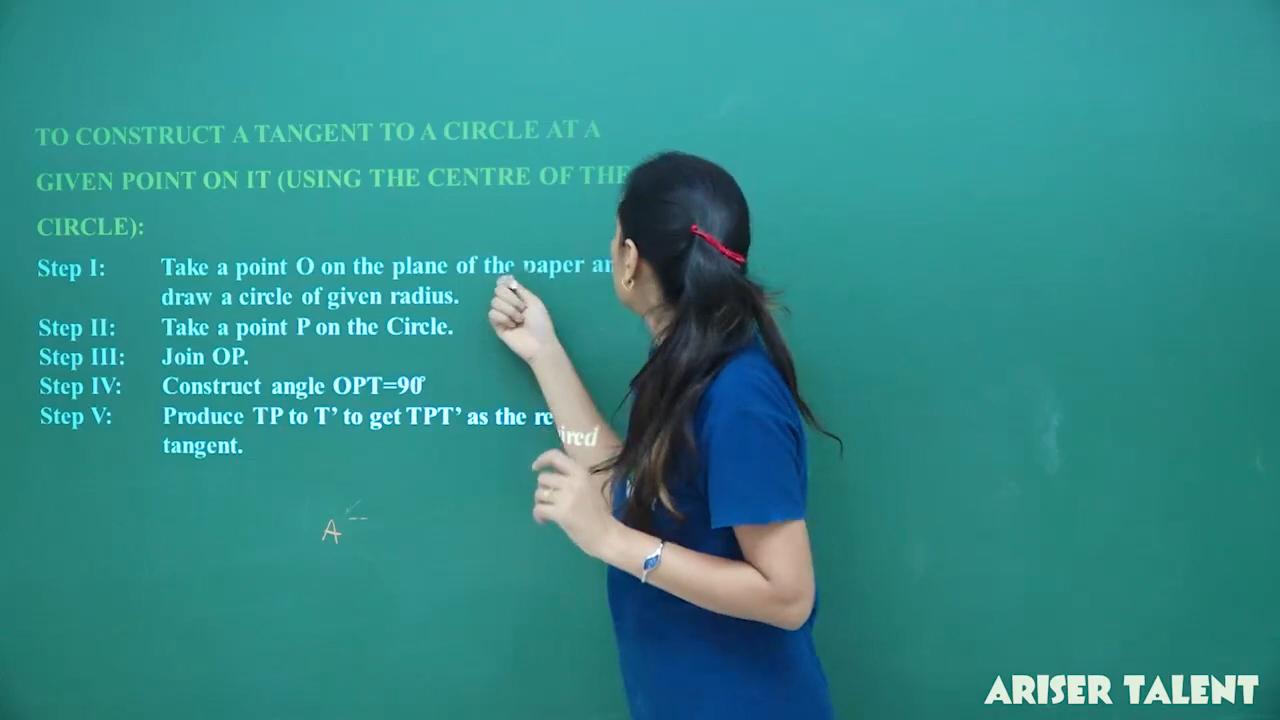 TO CONSTRUCT A TANGENT TO A CIRCLE AT A
GIVEN POINT ON IT (USING THE CENTRE OF THE
CIRCLE):
Step I: Take a point O on the plane of the paper
draw a circle of given radius.
Step II: Take a point P on the Circle.
Step III: Join OP.
Step IV: Construct angle OPT=90°
Step V: Produce TP to T’ to get TPT’ as the
tangent.
A
ARISER TALENT